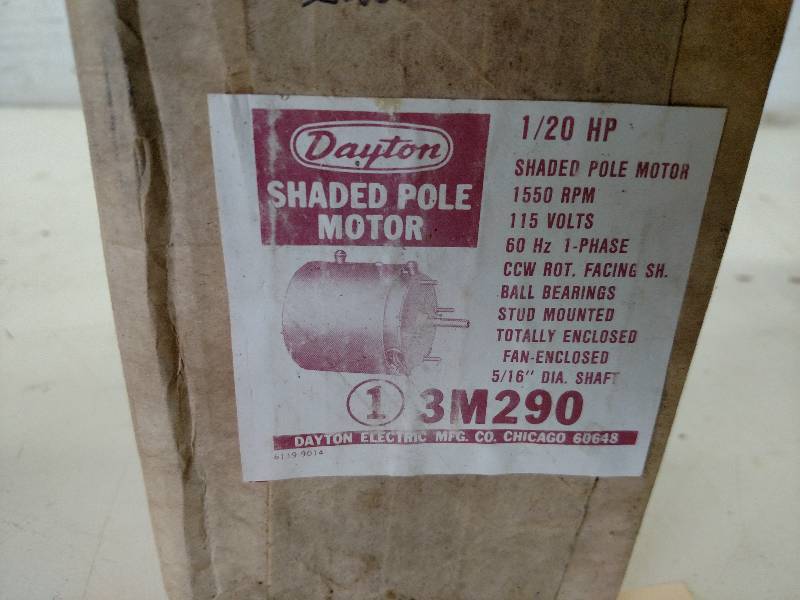 Dayton
SHADED POLE
MOTOR
1/20 HP
SHADED POLE MOTOR
1550 RPM
115 VOLTS
60 Hz 1-PHASE
CCW ROT. FACING SH.
BALL BEARINGS
STUD MOUNTED
TOTALLY ENCLOSED
FAN-ENCLOSED
5/16" DIA. SHAFT
1 3M290
DAYTON ELECTRIC MFG. CO. CHICAGO 60648
6119-9014